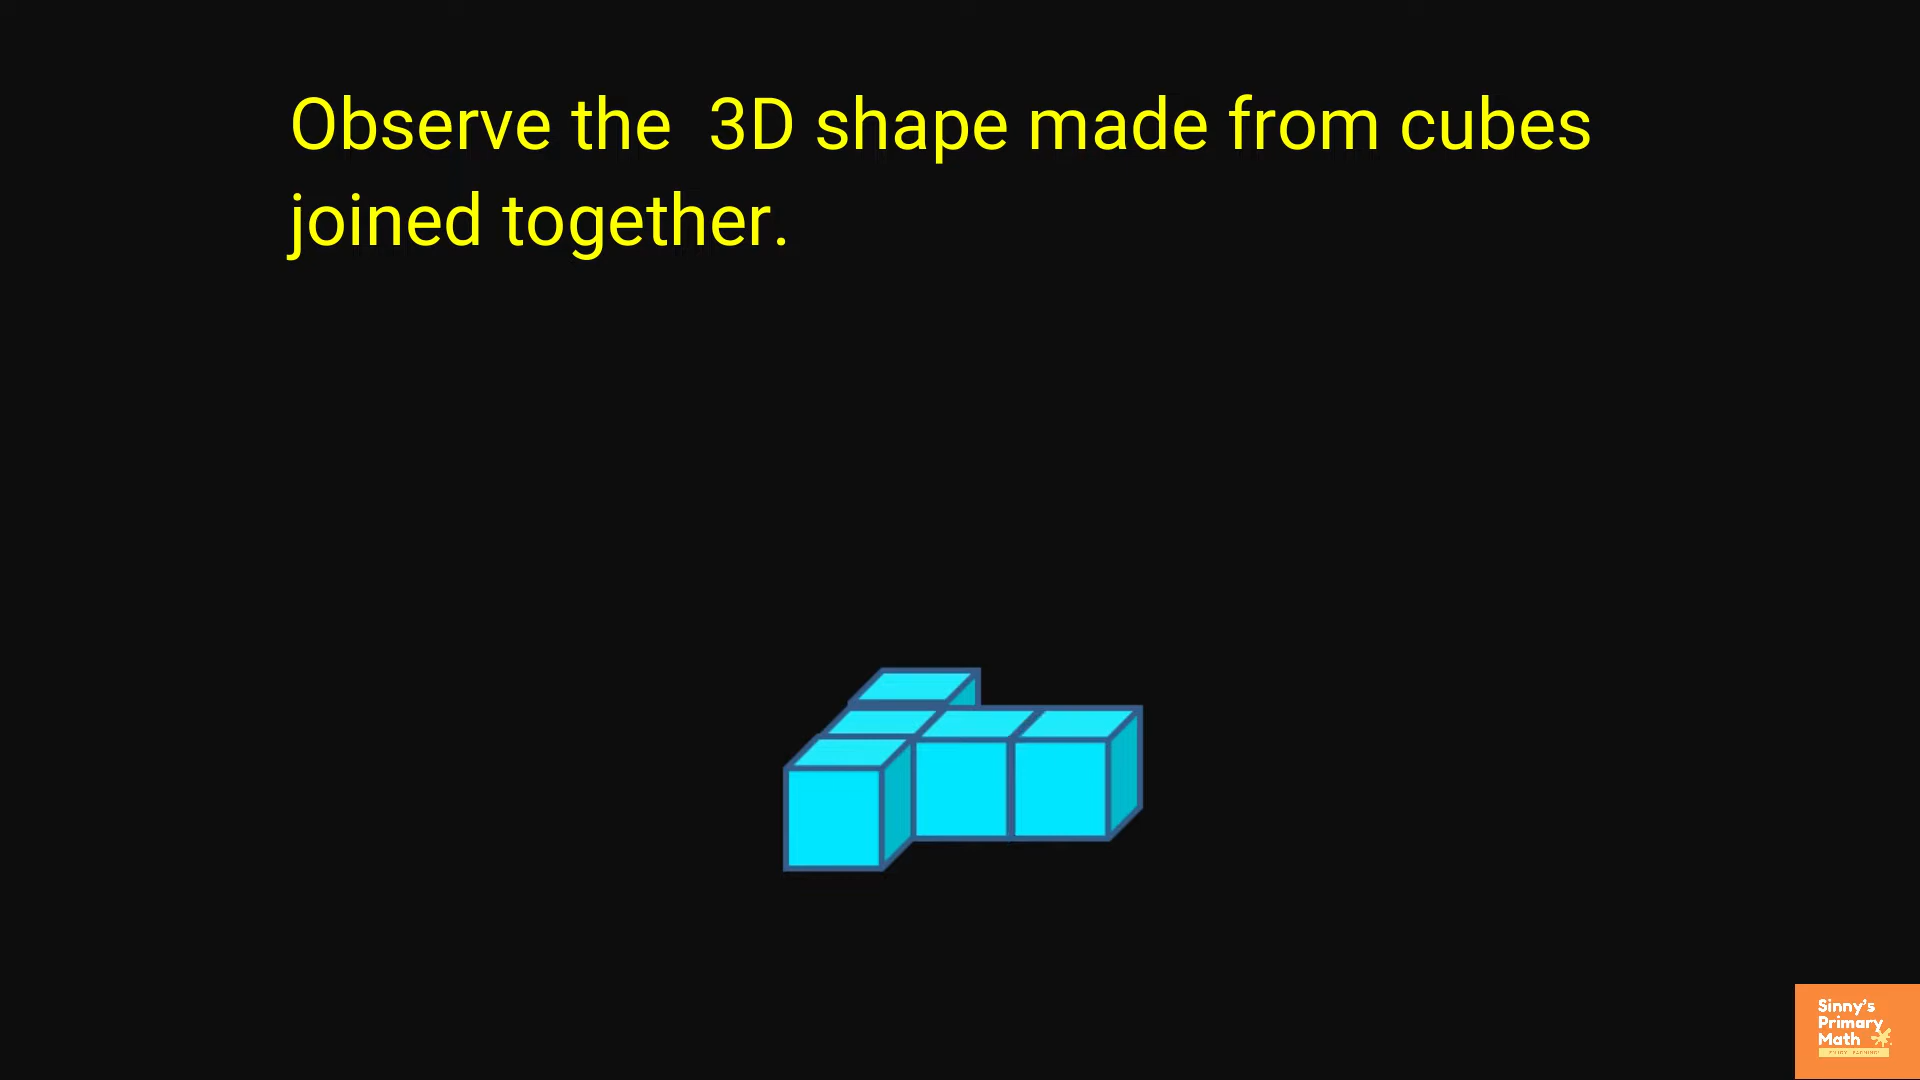 Observe the  3D shape made from cubes
joined together.
Sinny's
Primary
Math